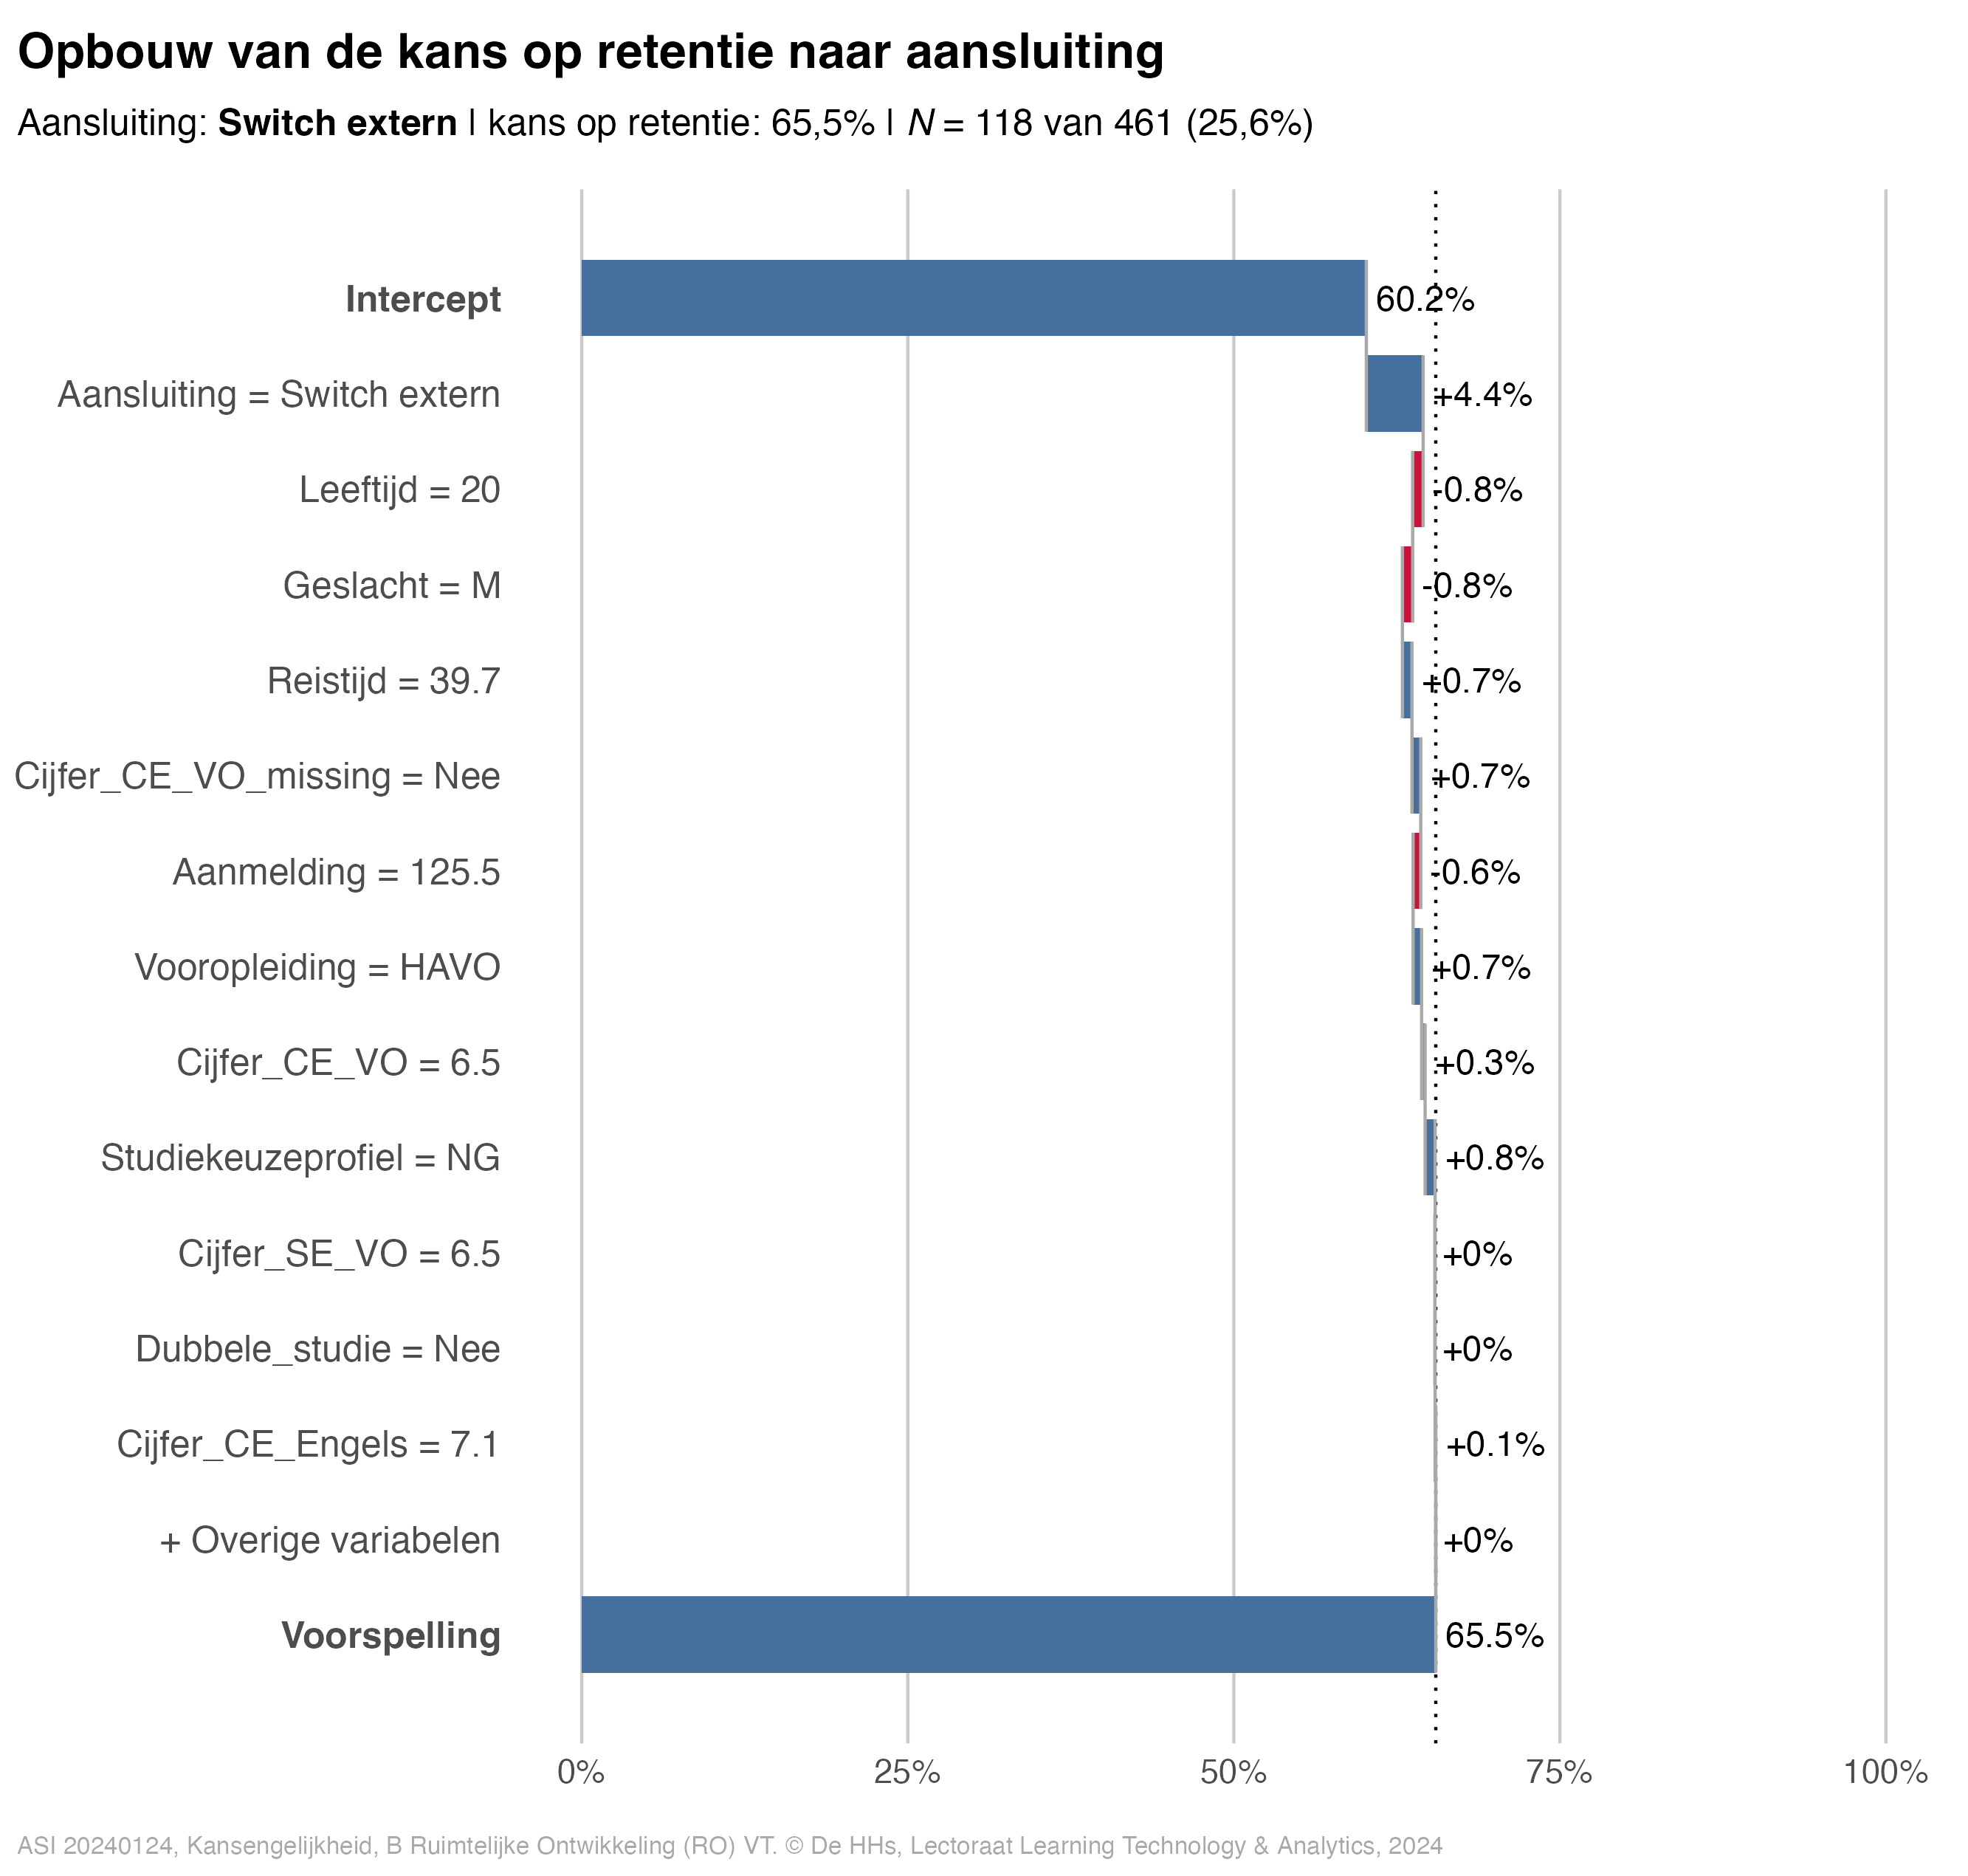 Opbouw van de kans op retentie naar aansluiting
Aansluiting: Switch extern | kans op retentie: 65,5% | N = 118 van 461 (25,6%)
Intercept 60.2%
Aansluiting = Switch extern +4.4%
Leeftijd = 20 -0.8%
Geslacht = M -0.8%
Reistijd = 39.7 +0.7%
Cijfer_CE_VO_missing = Nee +0.7%
Aanmelding = 125.5 -0.6%
Vooropleiding = HAVO +0.7%
Cijfer_CE_VO = 6.5 +0.3%
Studiekeuzeprofiel = NG +0.8%
Cijfer_SE_VO = 6.5 +0%
Dubbele_studie = Nee +0%
Cijfer_CE_Engels = 7.1 +0.1%
+ Overige variabelen +0%
Voorspelling 65.5%
0% 25% 50% 75% 100%
ASI 20240124, Kansengelijkheid, B Ruimtelijke Ontwikkeling (RO) VT. © De HHs, Lectoraat Learning Technology & Analytics, 2024